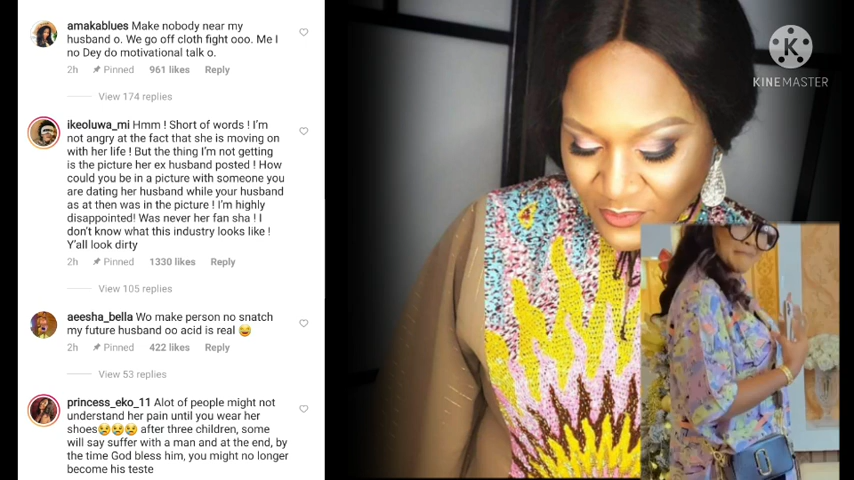 amakablues Make nobody near my
husband o. We go off cloth fight ooo. Me I
no Dey do motivational talk o.
2h Pinned 961 likes Reply
View 174 replies
ikeoluwa_mi Hmm ! Short of words ! I'm
not angry at the fact that she is moving on
with her life ! But the thing I'm not getting
is the picture her ex husband posted ! How
could you be in a picture with someone you
are dating her husband while your husband
as at then was in the picture ! I'm highly
disappointed! Was never her fan sha ! I
don't know what this industry looks like !
Y'all look dirty
2h Pinned 1330 likes Reply
View 105 replies
aeesha_bella Wo make person no snatch
my future husband oo acid is real 😂
2h Pinned 422 likes Reply
View 53 replies
princess_eko_11 Alot of people might not
understand her pain until you wear her
shoes😢😢😢 after three children, some
will say suffer with a man and at the end, by
the time God bless him, you might no longer
become his teste
K
KINEMASTER